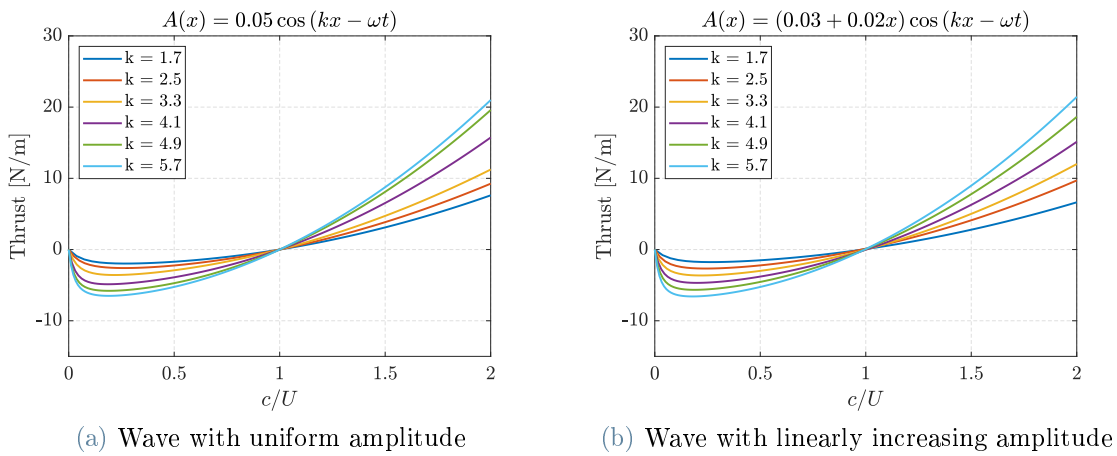 A(x) = 0.05 cos (kx − ωt)
30
20
10
0
-10
Thrust [N/m]
k = 1.7
k = 2.5
k = 3.3
k = 4.1
k = 4.9
k = 5.7
0
0.5
1
1.5
2
c/U
(a) Wave with uniform amplitude
A(x) = (0.03 + 0.02x) cos (kx − ωt)
30
20
10
0
-10
Thrust [N/m]
k = 1.7
k = 2.5
k = 3.3
k = 4.1
k = 4.9
k = 5.7
0
0.5
1
1.5
2
c/U
(b) Wave with linearly increasing amplitude